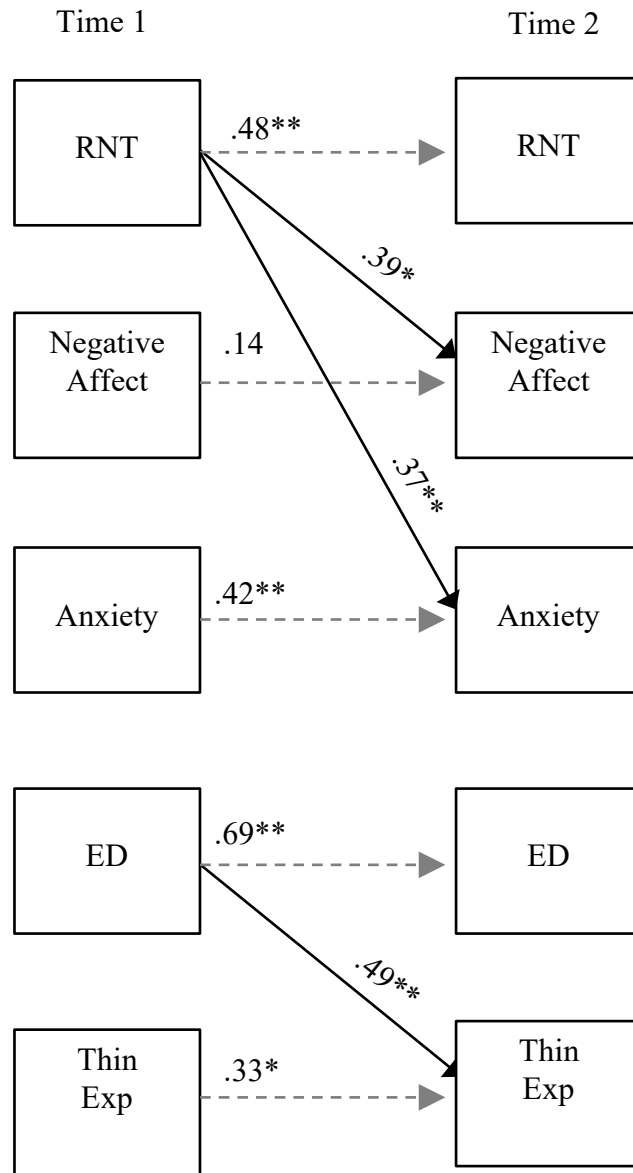 Time 1
Time 2
RNT
.48**
RNT
.39*
Negative
Affect
.14
Negative
Affect
.37**
Anxiety
.42**
Anxiety
ED
.69**
ED
.49**
Thin
Exp
.33*
Thin
Exp